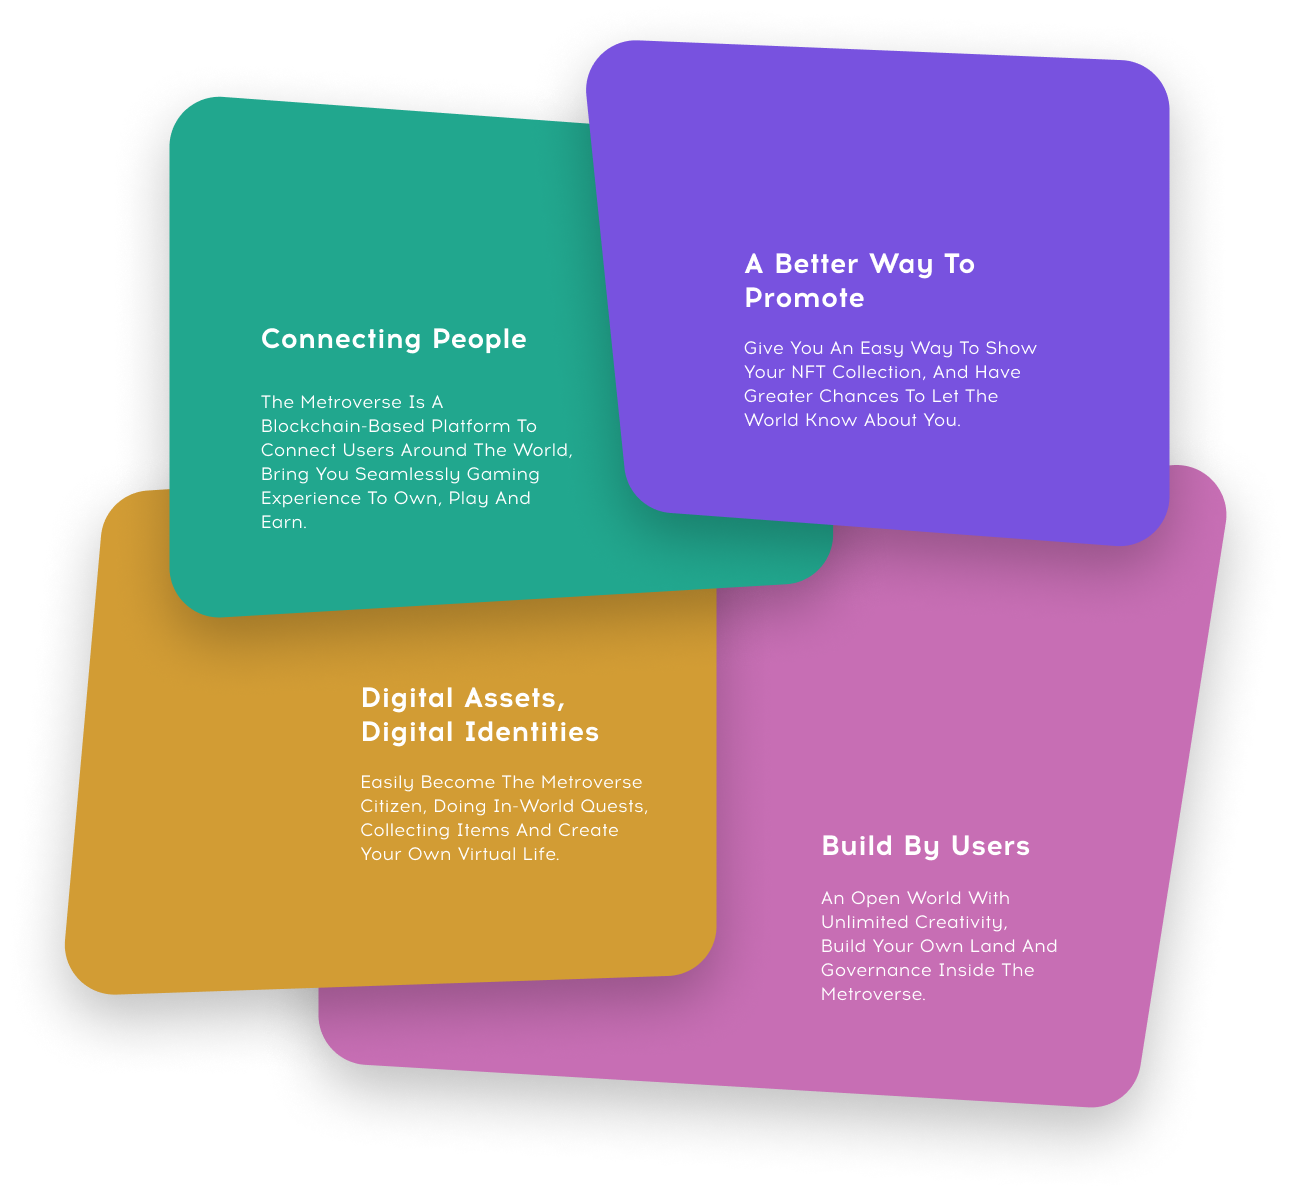 Connecting People
The Metroverse Is A
Blockchain-Based Platform To
Connect Users Around The World,
Bring You Seamlessly Gaming
Experience To Own, Play And
Earn.
A Better Way To
Promote
Give You An Easy Way To Show
Your NFT Collection, And Have
Greater Chances To Let The
World Know About You.
Digital Assets,
Digital Identities
Easily Become The Metroverse
Citizen, Doing In-World Quests,
Collecting Items And Create
Your Own Virtual Life.
Build By Users
An Open World With
Unlimited Creativity,
Build Your Own Land And
Governance Inside The
Metroverse.